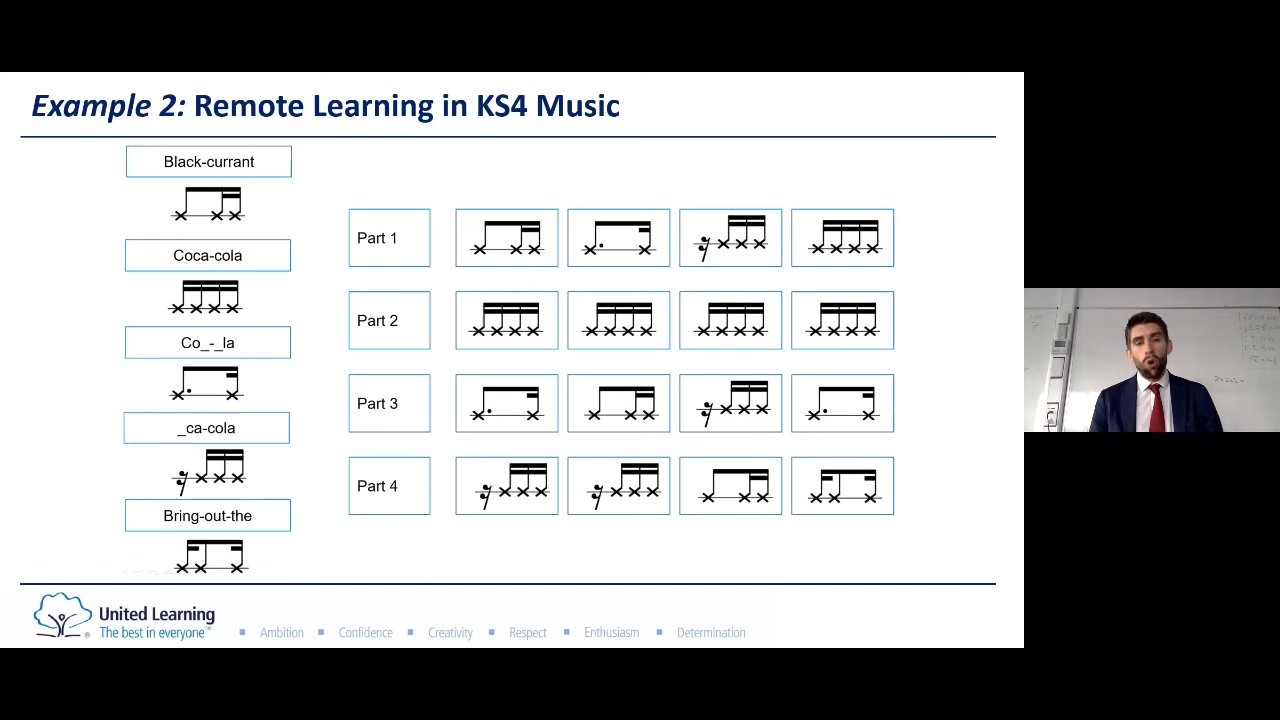 Example 2: Remote Learning in KS4 Music
Black-currant
Coca-cola
Co_-_la
_ca-cola
Bring-out-the
Part 1
Part 2
Part 3
Part 4
United Learning
The best in everyone™
Ambition
Confidence
Creativity
Respect
Enthusiasm
Determination